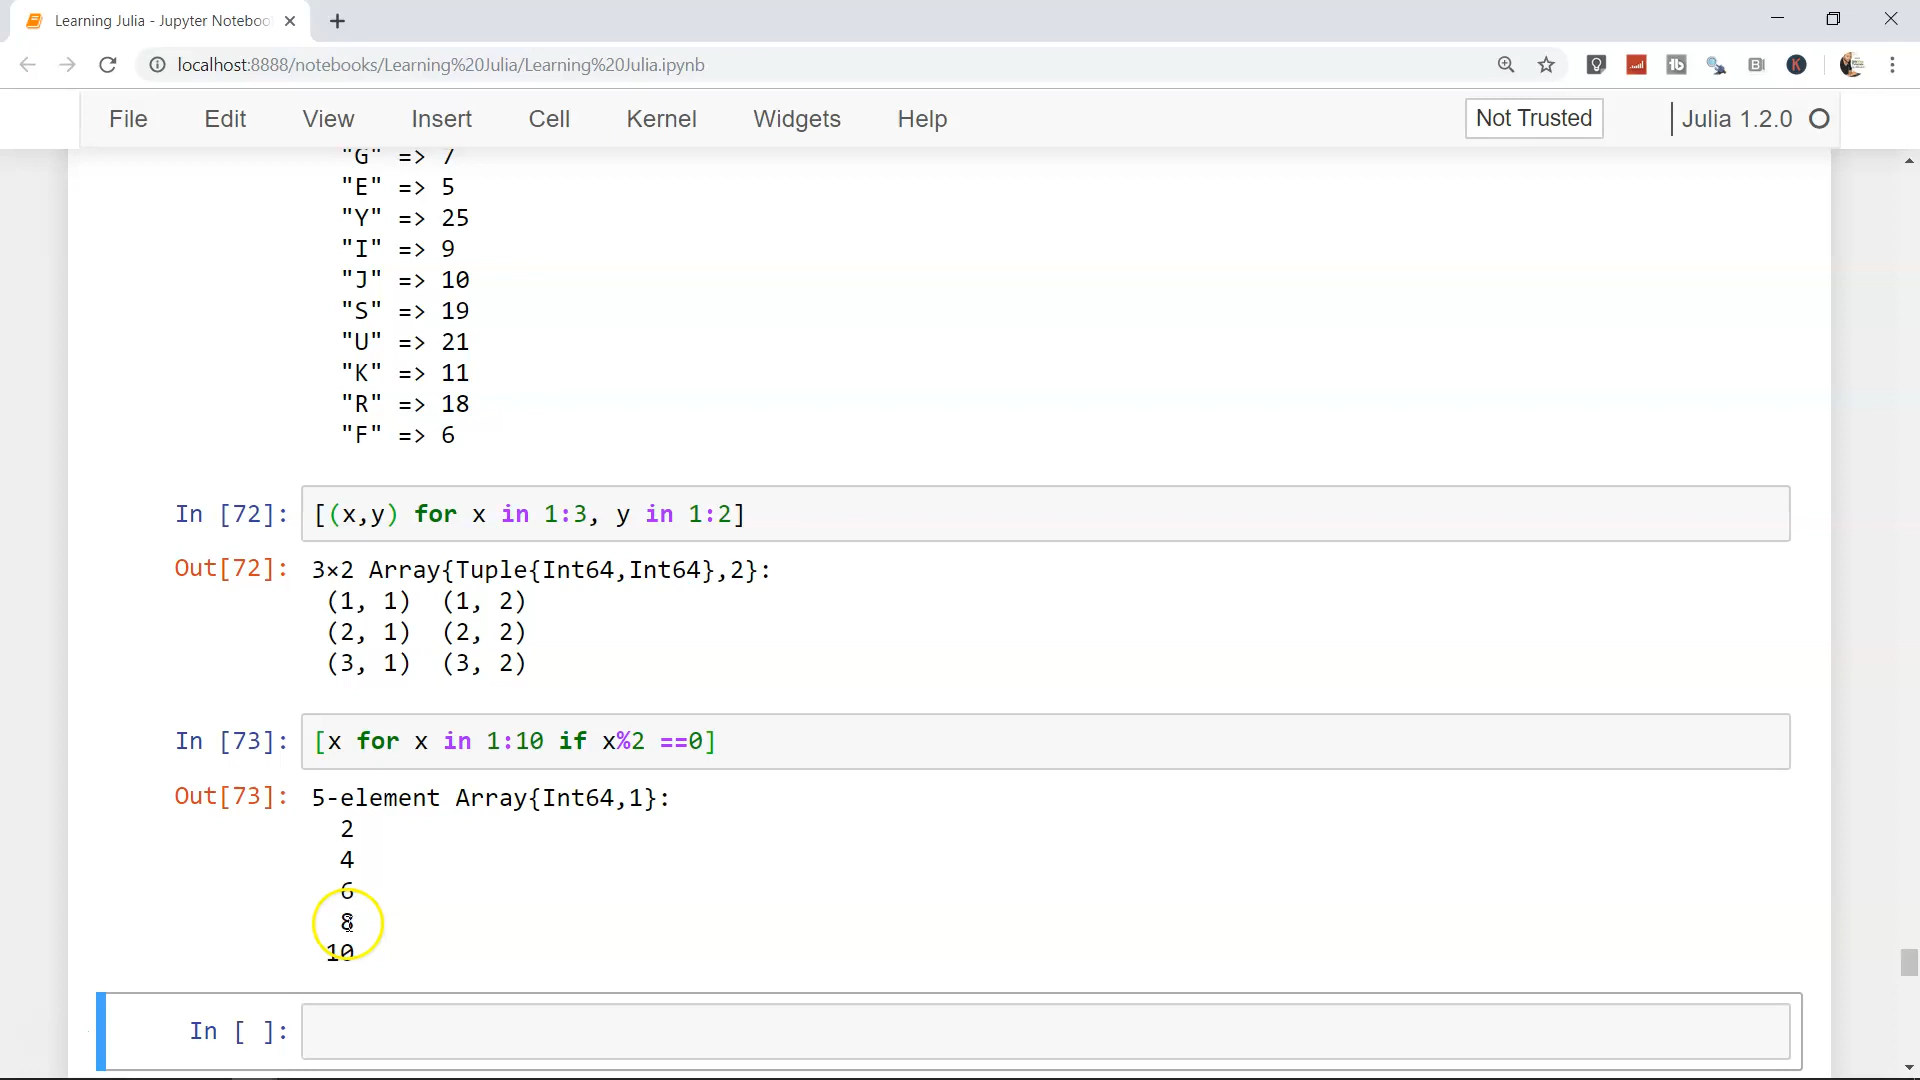 Learning Julia - Jupyter Noteboo
localhost:8888/notebooks/Learning%20Julia/Learning%20Julia.ipynb
File Edit View Insert Cell Kernel Widgets Help Not Trusted Julia 1.2.0
"G" => 7
"E" => 5
"Y" => 25
"I" => 9
"J" => 10
"S" => 19
"U" => 21
"K" => 11
"R" => 18
"F" => 6
In [72]: [(x,y) for x in 1:3, y in 1:2]
Out[72]: 3×2 Array{Tuple{Int64,Int64},2}:
(1, 1) (1, 2)
(2, 1) (2, 2)
(3, 1) (3, 2)
In [73]: [x for x in 1:10 if x%2 ==0]
Out[73]: 5-element Array{Int64,1}:
2
4
6
8
10
In [ ]: